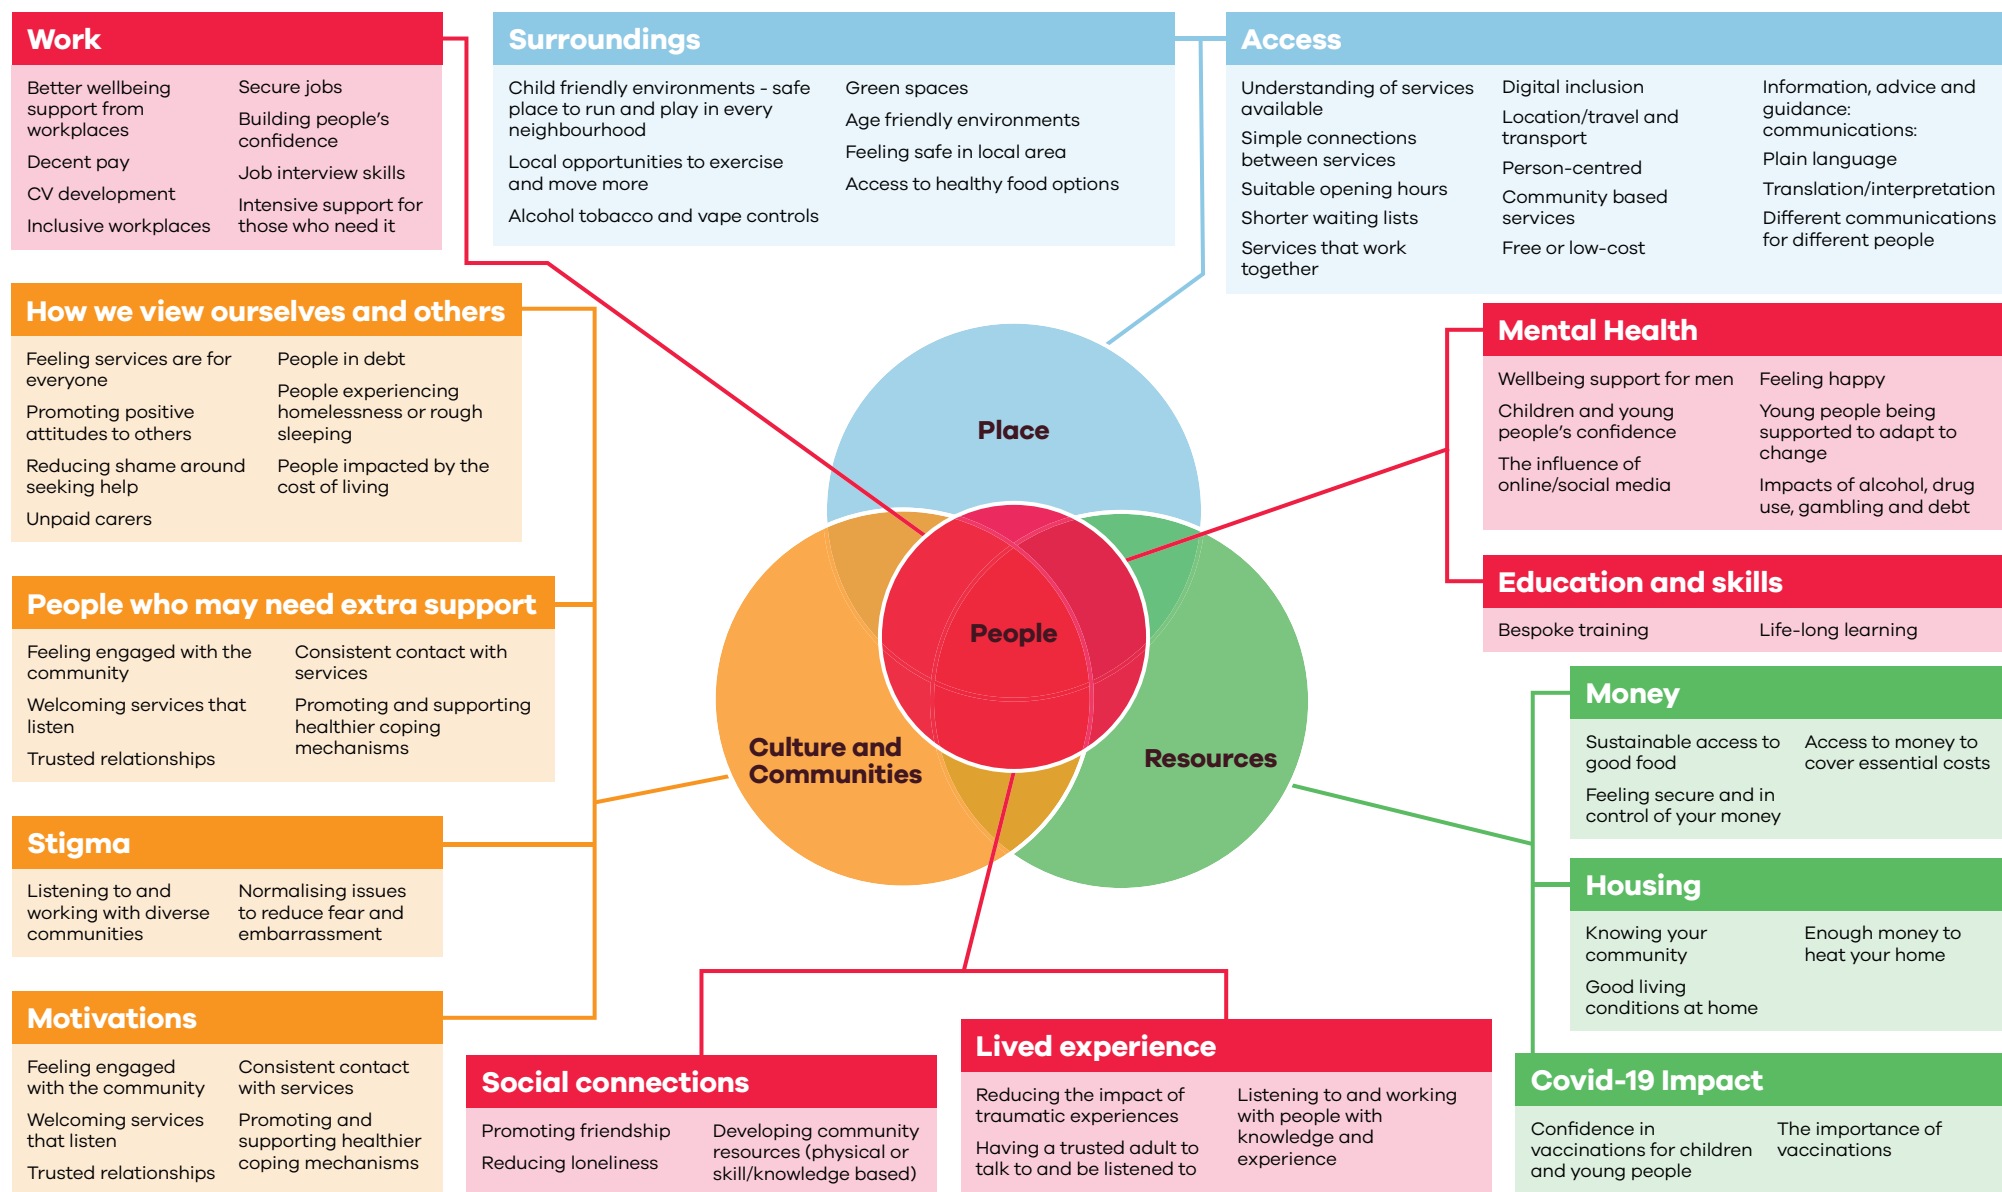 Work
Better wellbeing
support from
workplaces
Decent pay
CV development
Inclusive workplaces
Secure jobs
Building people's
confidence
Job interview skills
Intensive support for
those who need it
Surroundings
Child friendly environments - safe
place to run and play in every
neighbourhood
Local opportunities to exercise
and move more
Alcohol tobacco and vape controls
Green spaces
Age friendly environments
Feeling safe in local area
Access to healthy food options
Access
Understanding of services
available
Simple connections
between services
Suitable opening hours
Shorter waiting lists
Services that work
together
Digital inclusion
Location/travel and
transport
Person-centred
Community based
services
Free or low-cost
Information, advice and
guidance:
communications:
Plain language
Translation/interpretation
Different communications
for different people
How we view ourselves and others
Feeling services are for
everyone
Promoting positive
attitudes to others
Reducing shame around
seeking help
Unpaid carers
People in debt
People experiencing
homelessness or rough
sleeping
People impacted by the
cost of living
Mental Health
Wellbeing support for men
Children and young
people's confidence
The influence of
online/social media
Feeling happy
Young people being
supported to adapt to
change
Impacts of alcohol, drug
use, gambling and debt
Place
People
Culture and
Communities
Resources
People who may need extra support
Feeling engaged with the
community
Welcoming services that
listen
Trusted relationships
Consistent contact with
services
Promoting and supporting
healthier coping
mechanisms
Education and skills
Bespoke training
Life-long learning
Money
Sustainable access to
good food
Feeling secure and in
control of your money
Access to money to
cover essential costs
Stigma
Listening to and
working with diverse
communities
Normalising issues
to reduce fear and
embarrassment
Housing
Knowing your
community
Good living
conditions at home
Enough money to
heat your home
Motivations
Feeling engaged
with the community
Welcoming services
that listen
Trusted relationships
Consistent contact
with services
Promoting and
supporting healthier
coping mechanisms
Social connections
Promoting friendship
Reducing loneliness
Developing community
resources (physical or
skill/knowledge based)
Lived experience
Reducing the impact of
traumatic experiences
Having a trusted adult to
talk to and be listened to
Listening to and working
with people with
knowledge and
experience
Covid-19 Impact
Confidence in
vaccinations for children
and young people
The importance of
vaccinations